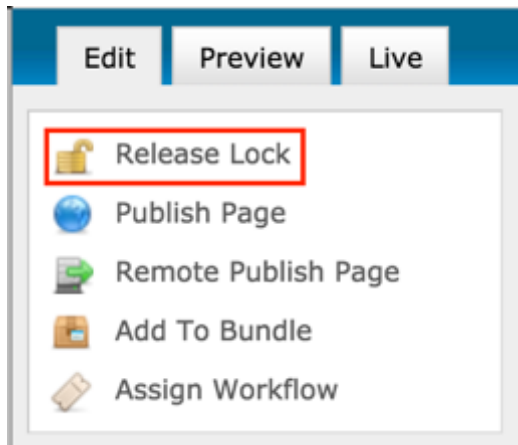 Edit Preview Live
Release Lock
Publish Page
Remote Publish Page
Add To Bundle
Assign Workflow